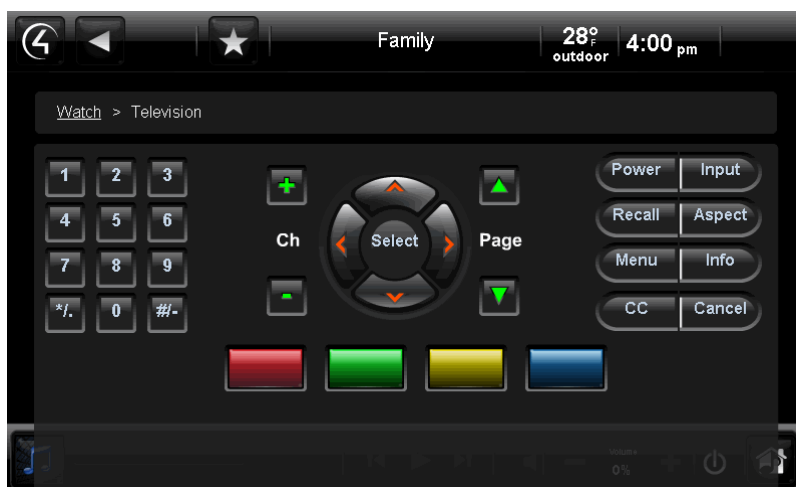 Family
28°F
outdoor
4:00 pm
Watch > Television
1 2 3
4 5 6
7 8 9
*/. 0 #/-
+
Ch
-
Select
Page
Power Input
Recall Aspect
Menu Info
CC Cancel
Volume
0%